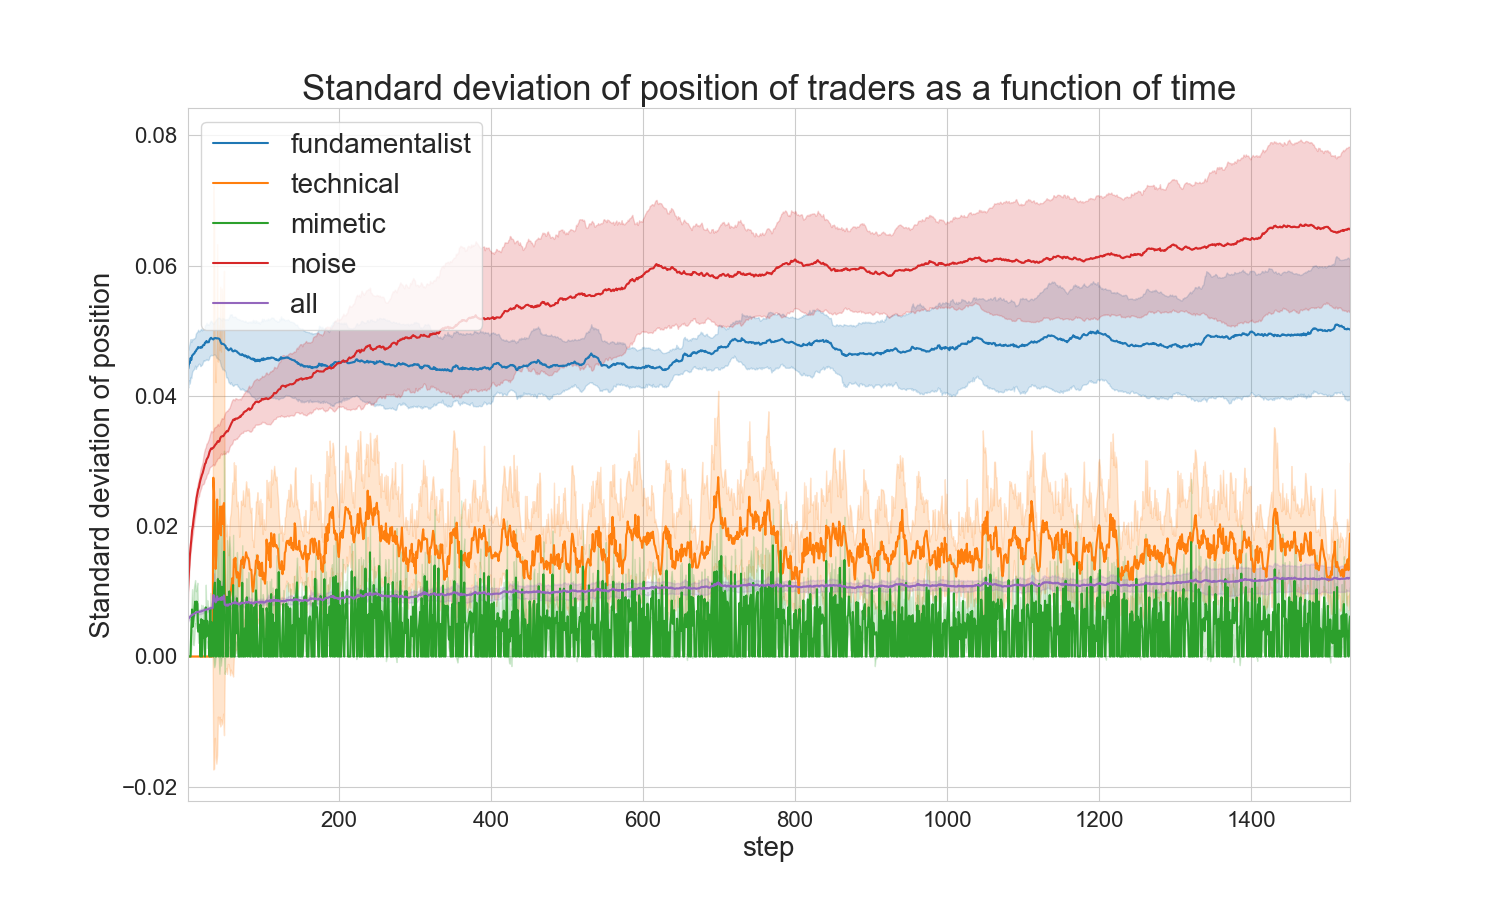 Standard deviation of position of traders as a function of time
fundamentalist
technical
mimetic
noise
all
Standard deviation of position
0.08
0.06
0.04
0.02
0.00
−0.02
200 400 600 800 1000 1200 1400
step